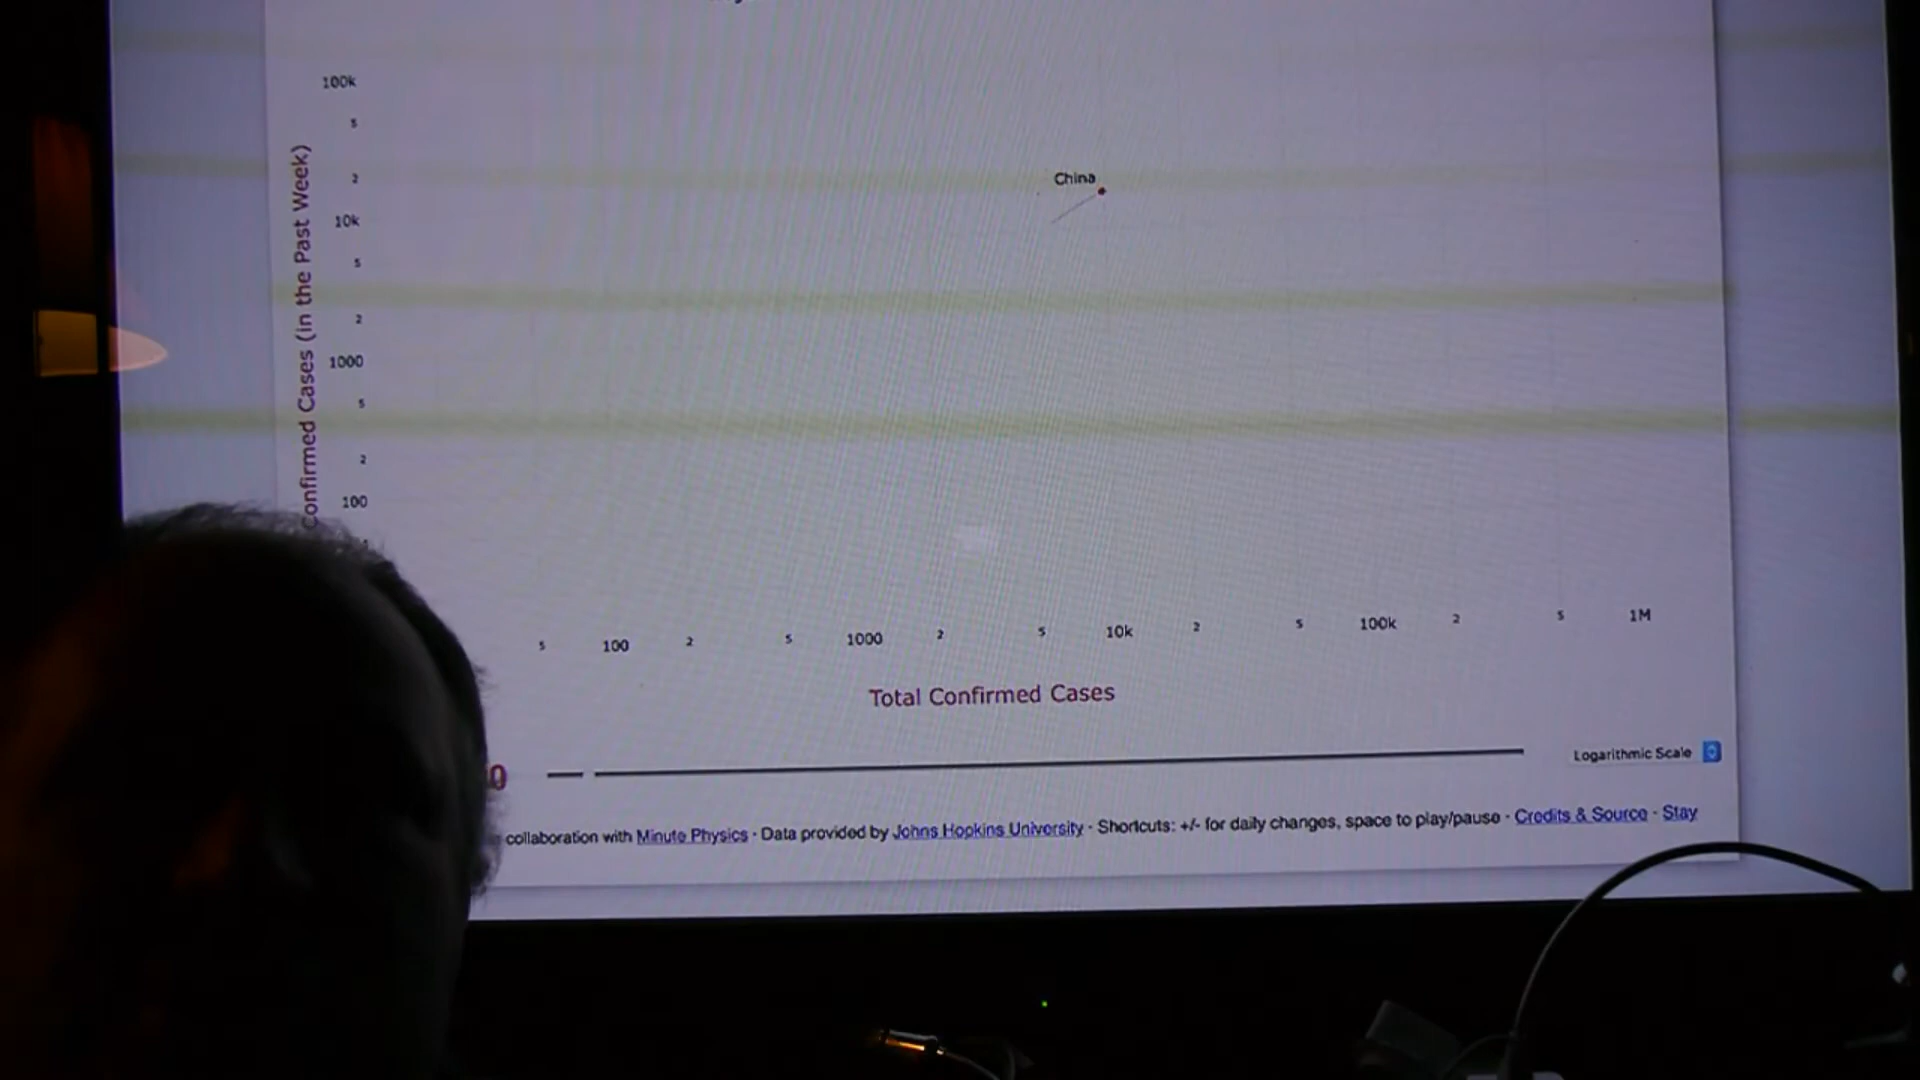 100k
5
2
10k
5
2
1000
5
2
100
Confirmed Cases (in the Past Week)
China
5 100 2 5 1000 2 5 10k 2 5 100k 2 5 1M
Total Confirmed Cases
0
Logarithmic Scale
collaboration with Minute Physics · Data provided by Johns Hopkins University · Shortcuts: +/- for daily changes, space to play/pause · Credits & Source · Stay